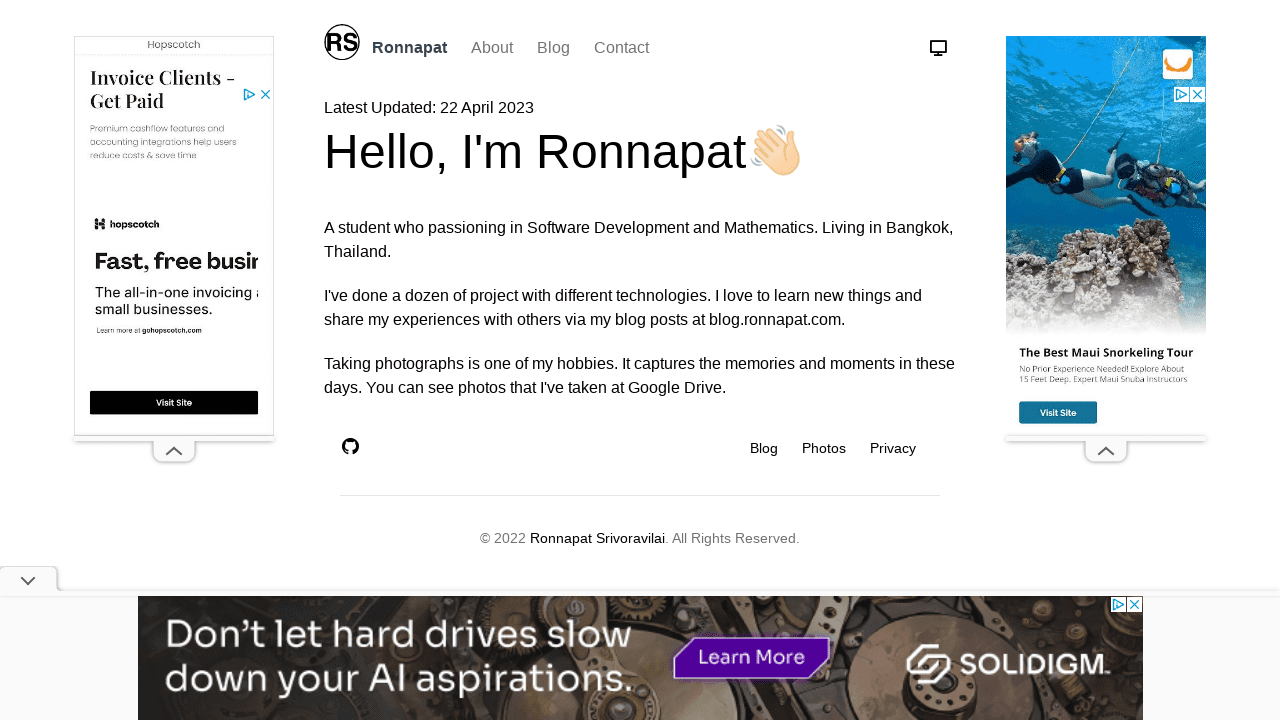 RS Ronnapat About Blog Contact
Hopscotch
Invoice Clients -
Get Paid
Premium cashflow features and
accounting integrations help users
reduce costs & save time
hopscotch
Fast, free busin
The all-in-one invoicing a
small businesses.
Learn more at gohopscotch.com
Visit Site
Latest Updated: 22 April 2023
Hello, I'm Ronnapat👋🏻
A student who passioning in Software Development and Mathematics. Living in Bangkok,
Thailand.
I've done a dozen of project with different technologies. I love to learn new things and
share my experiences with others via my blog posts at blog.ronnapat.com.
Taking photographs is one of my hobbies. It captures the memories and moments in these
days. You can see photos that I've taken at Google Drive.
Blog Photos Privacy
© 2022 Ronnapat Srivoravilai. All Rights Reserved.
The Best Maui Snorkeling Tour
No Prior Experience Needed! Explore About
15 Feet Deep. Expert Maui Snuba Instructors
Visit Site
Don't let hard drives slow
down your AI aspirations.
Learn More
SOLIDIGM